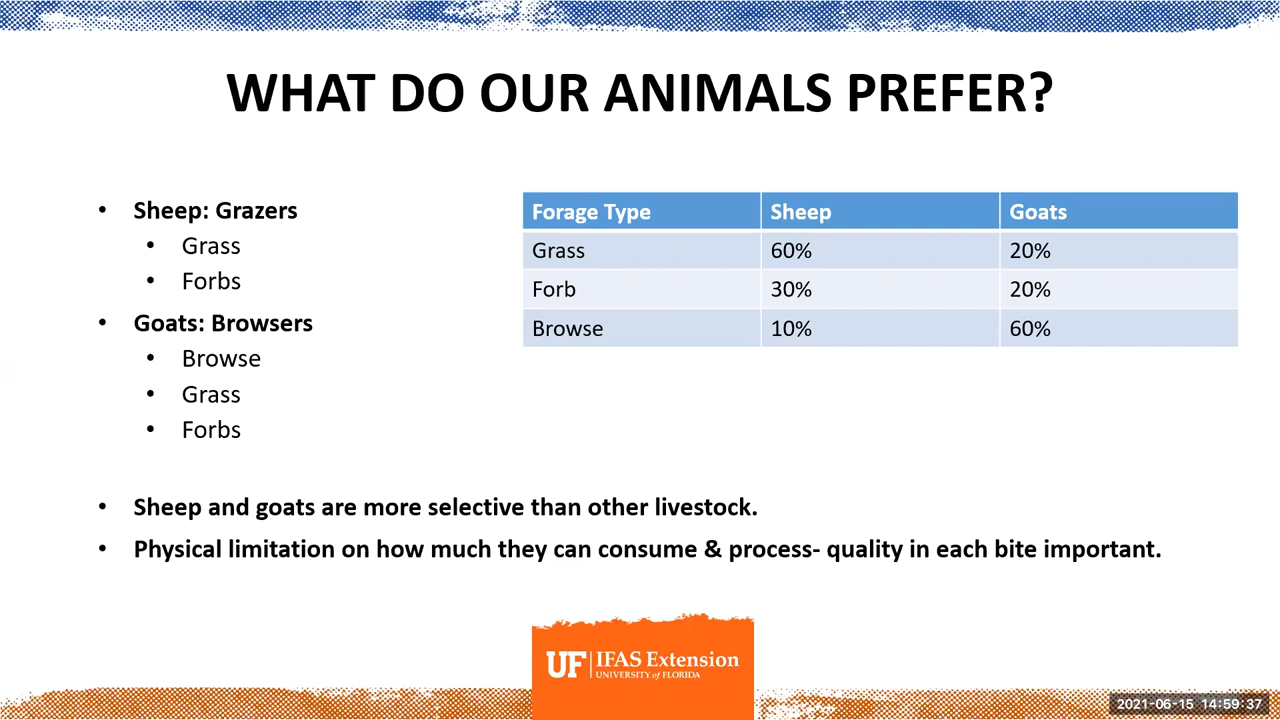 WHAT DO OUR ANIMALS PREFER?
• Sheep: Grazers
• Grass
• Forbs
• Goats: Browsers
• Browse
• Grass
• Forbs
Forage Type Sheep Goats
Grass 60% 20%
Forb 30% 20%
Browse 10% 60%
• Sheep and goats are more selective than other livestock.
• Physical limitation on how much they can consume & process- quality in each bite important.
UF IFAS Extension
UNIVERSITY of FLORIDA
2021-06-15 14:59:37